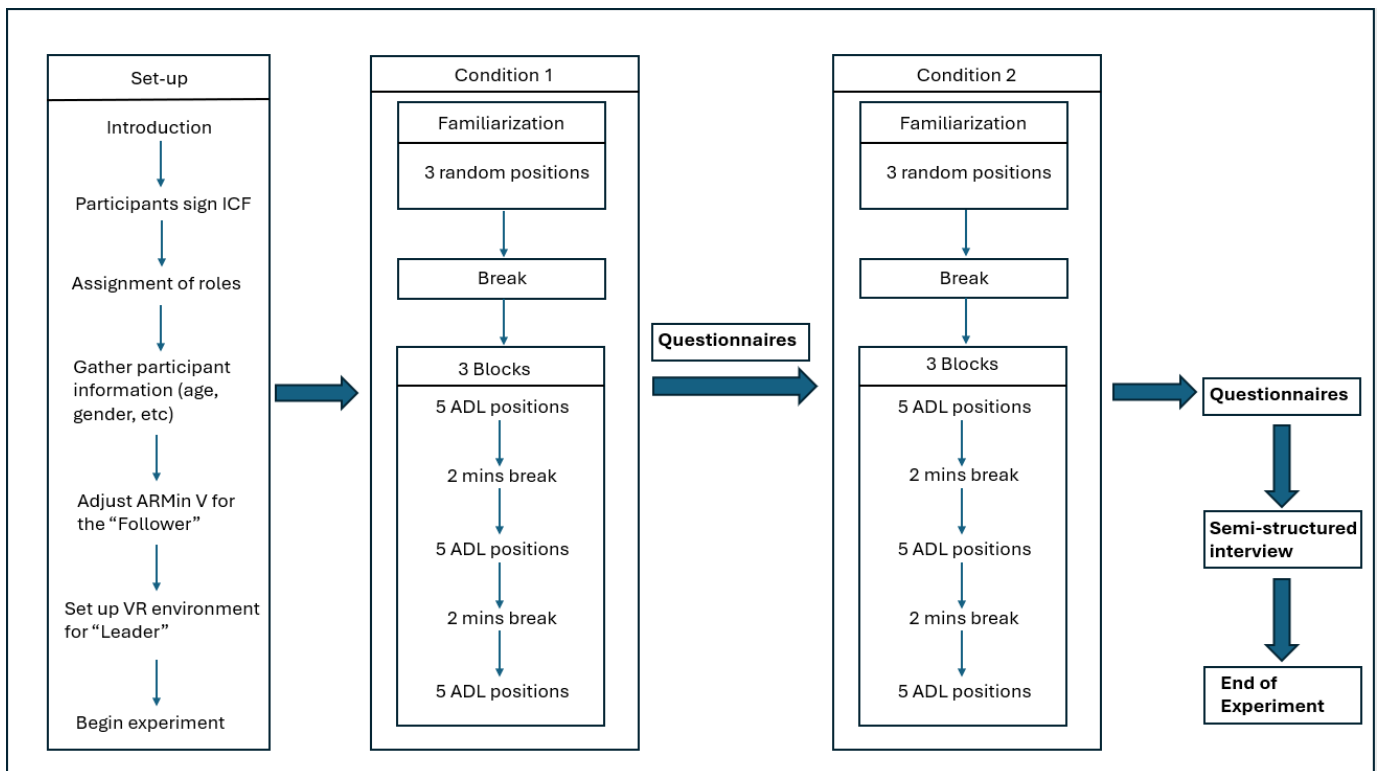 Set-up
Introduction
Participants sign ICF
Assignment of roles
Gather participant
information (age,
gender, etc)
Adjust ARMin V for
the “Follower”
Set up VR environment
for “Leader”
Begin experiment
Condition 1
Familiarization
3 random positions
Break
3 Blocks
5 ADL positions
2 mins break
5 ADL positions
2 mins break
5 ADL positions
Questionnaires
Condition 2
Familiarization
3 random positions
Break
3 Blocks
5 ADL positions
2 mins break
5 ADL positions
2 mins break
5 ADL positions
Questionnaires
Semi-structured
interview
End of
Experiment